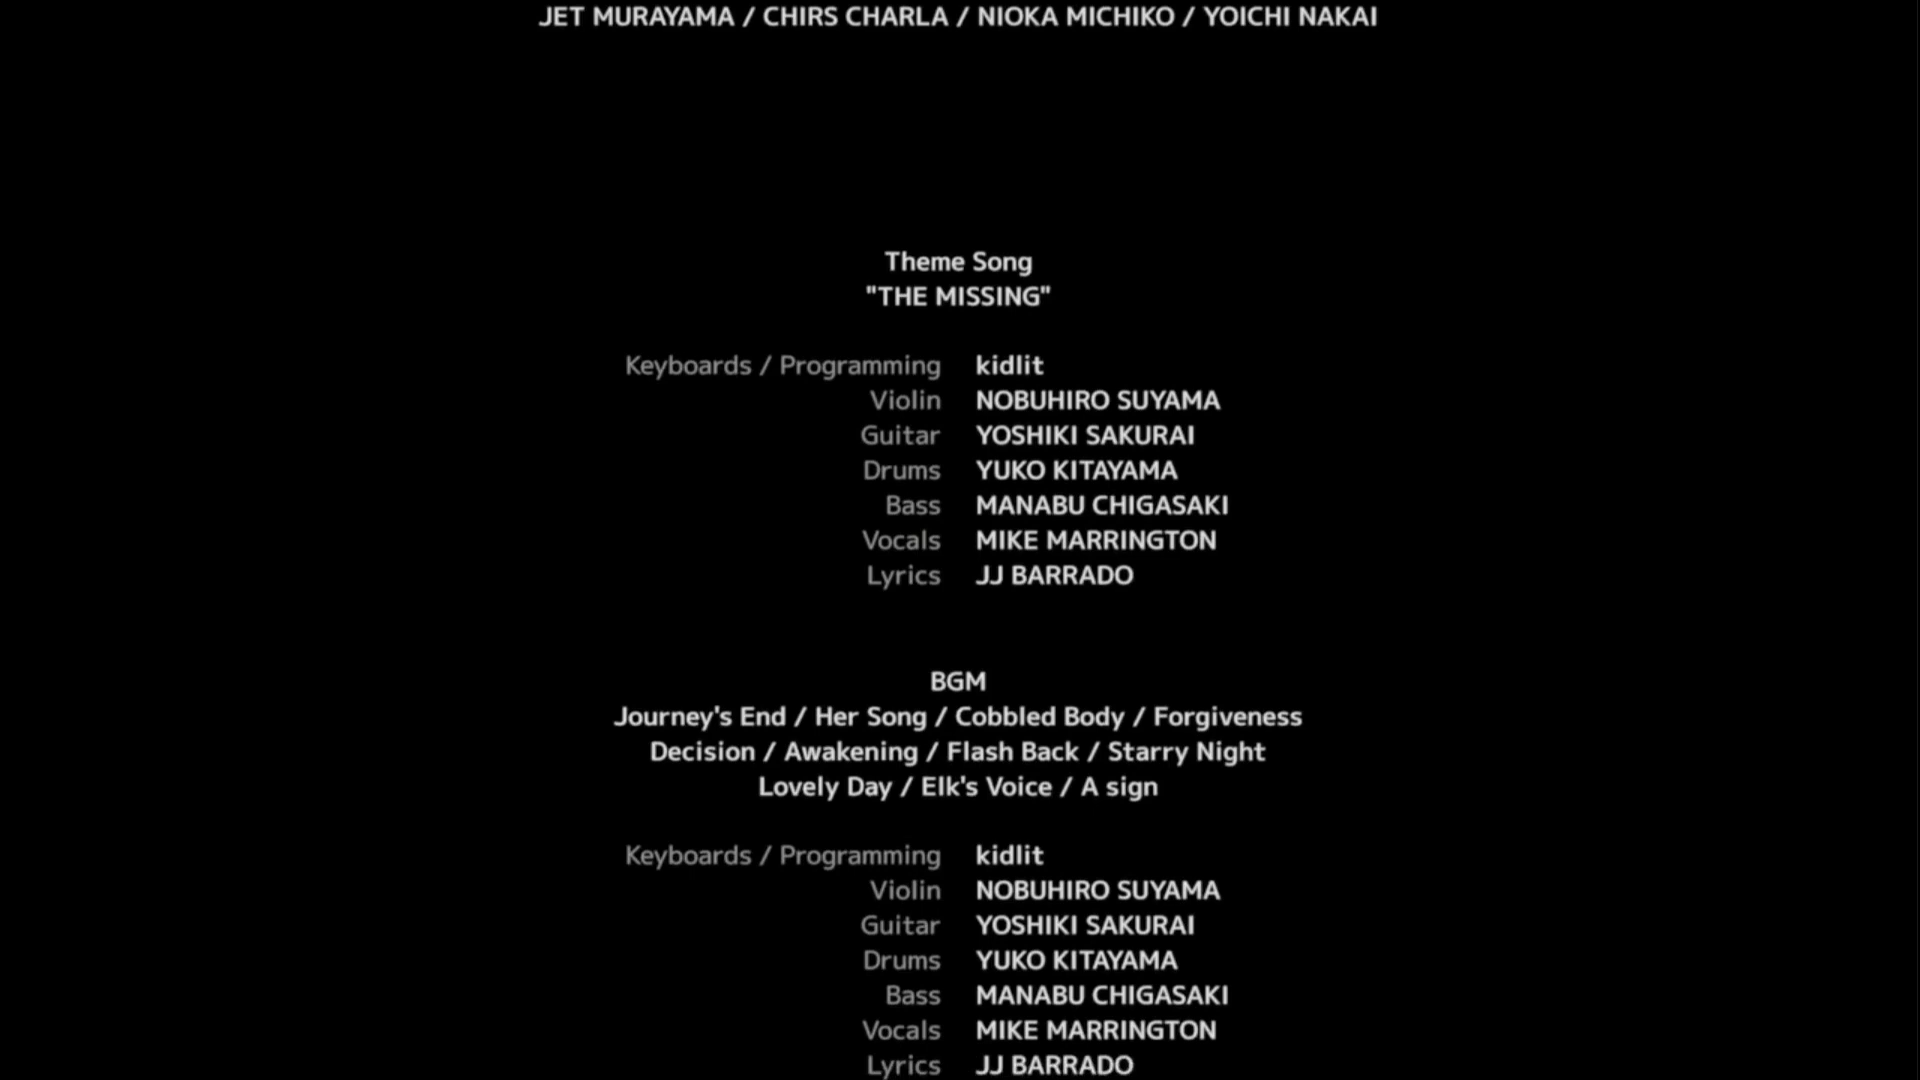 JET MURAYAMA / CHIRS CHARLA / NIOKA MICHIKO / YOICHI NAKAI
Theme Song
"THE MISSING"
Keyboards / Programming kidlit
Violin NOBUHIRO SUYAMA
Guitar YOSHIKI SAKURAI
Drums YUKO KITAYAMA
Bass MANABU CHIGASAKI
Vocals MIKE MARRINGTON
Lyrics JJ BARRADO
BGM
Journey's End / Her Song / Cobbled Body / Forgiveness
Decision / Awakening / Flash Back / Starry Night
Lovely Day / Elk's Voice / A sign
Keyboards / Programming kidlit
Violin NOBUHIRO SUYAMA
Guitar YOSHIKI SAKURAI
Drums YUKO KITAYAMA
Bass MANABU CHIGASAKI
Vocals MIKE MARRINGTON
Lyrics JJ BARRADO